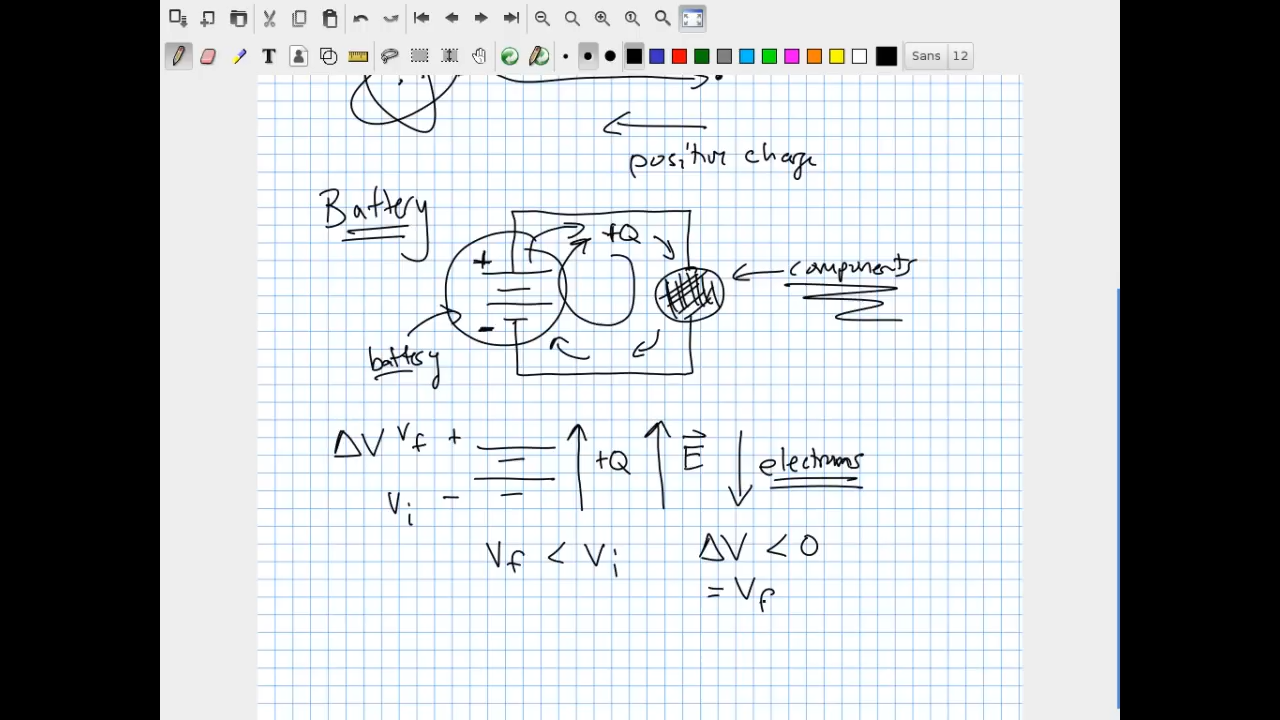 Sans 12
positive charge
Battery
+Q
+
components
-
battery
ΔV Vf +
+Q
E
electrons
Vi -
Vf < Vi
ΔV < 0
= Vf